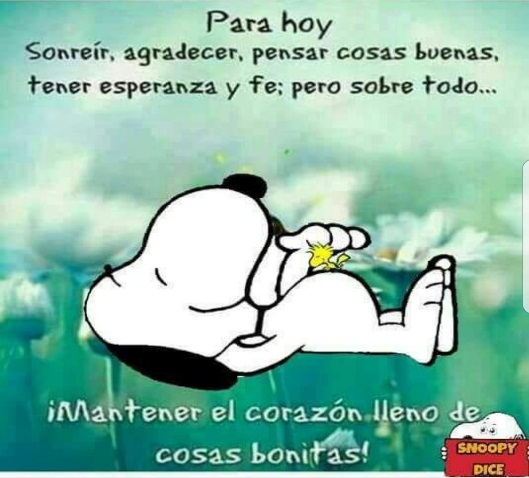 Para hoy
Sonreír, agradecer, pensar cosas buenas,
tener esperanza y fe; pero sobre todo...
¡Mantener el corazón lleno de
cosas bonitas!
SNOOPY
DICE